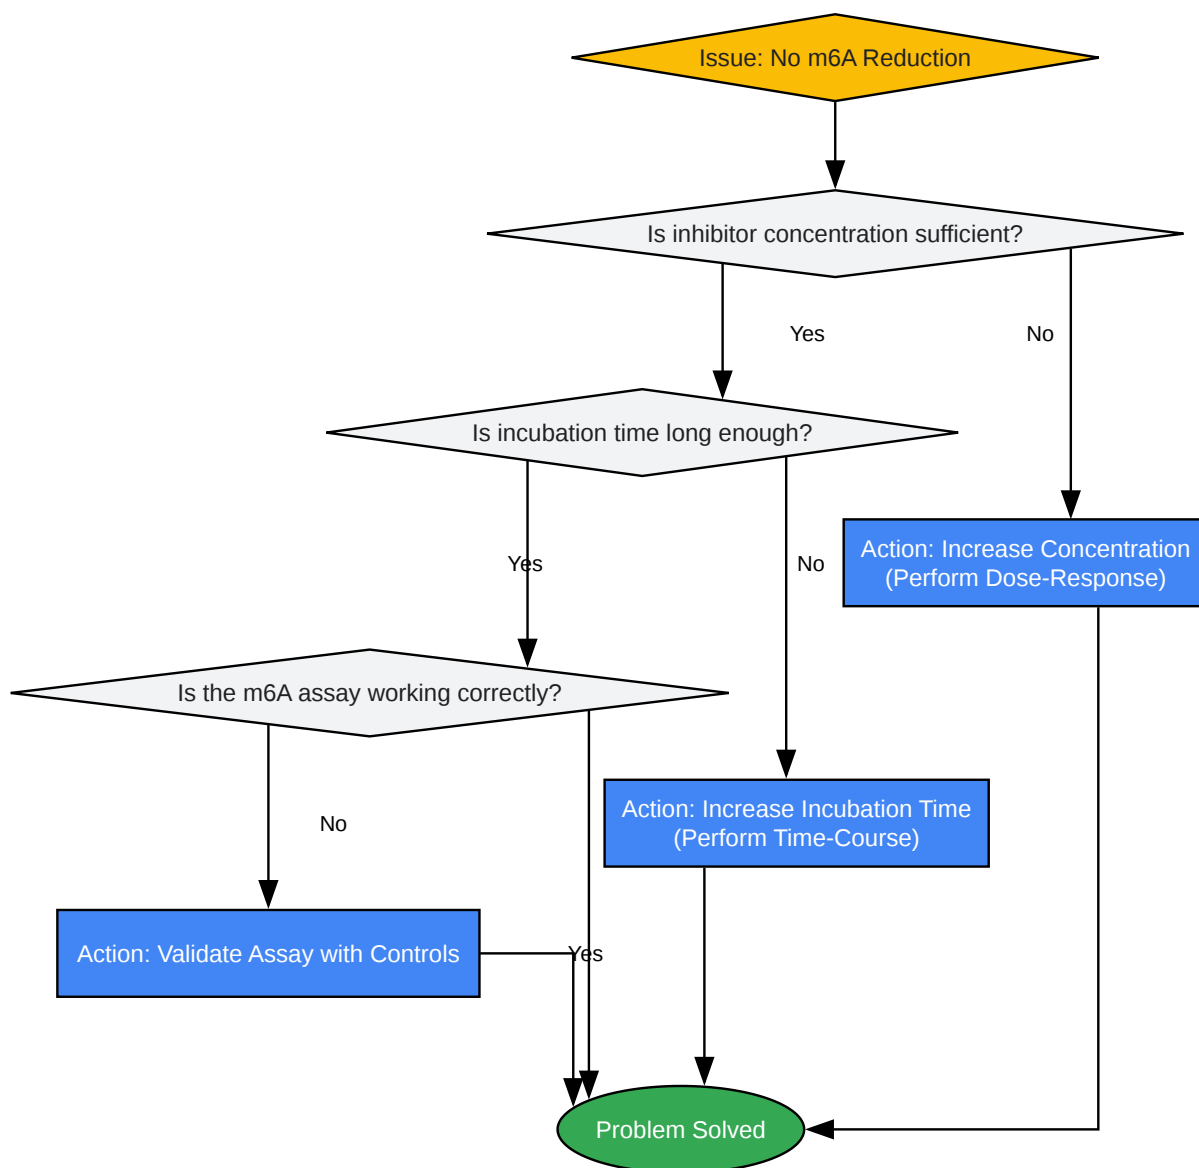 Issue: No m6A Reduction
Is inhibitor concentration sufficient?
Yes
No
Is incubation time long enough?
Action: Increase Concentration
(Perform Dose-Response)
Yes
No
Is the m6A assay working correctly?
Action: Increase Incubation Time
(Perform Time-Course)
No
Action: Validate Assay with Controls
Yes
Problem Solved